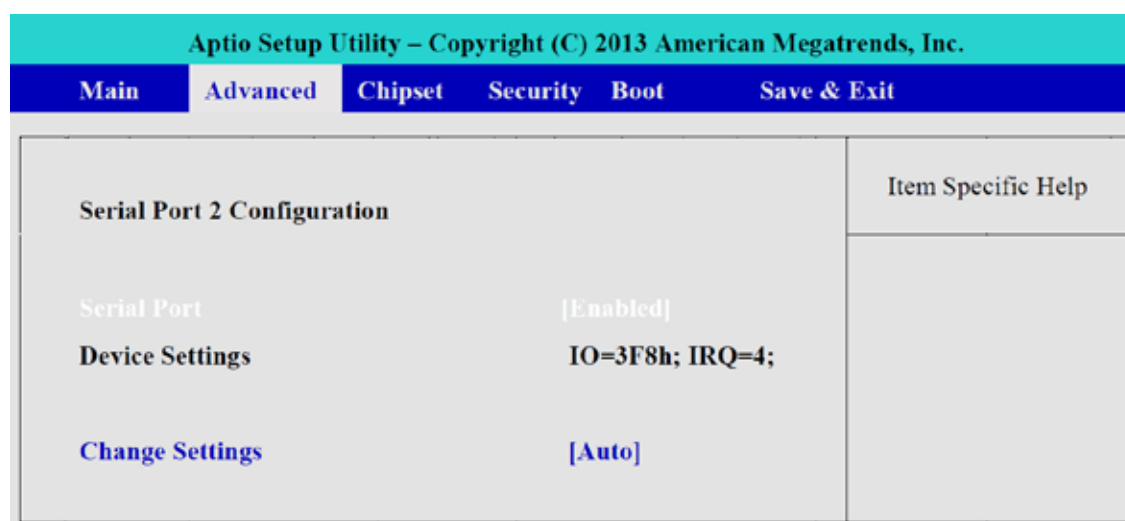 Aptio Setup Utility – Copyright (C) 2013 American Megatrends, Inc.
Main Advanced Chipset Security Boot Save & Exit
Serial Port 2 Configuration
Item Specific Help
Serial Port [Enabled]
Device Settings IO=3F8h; IRQ=4;
Change Settings [Auto]